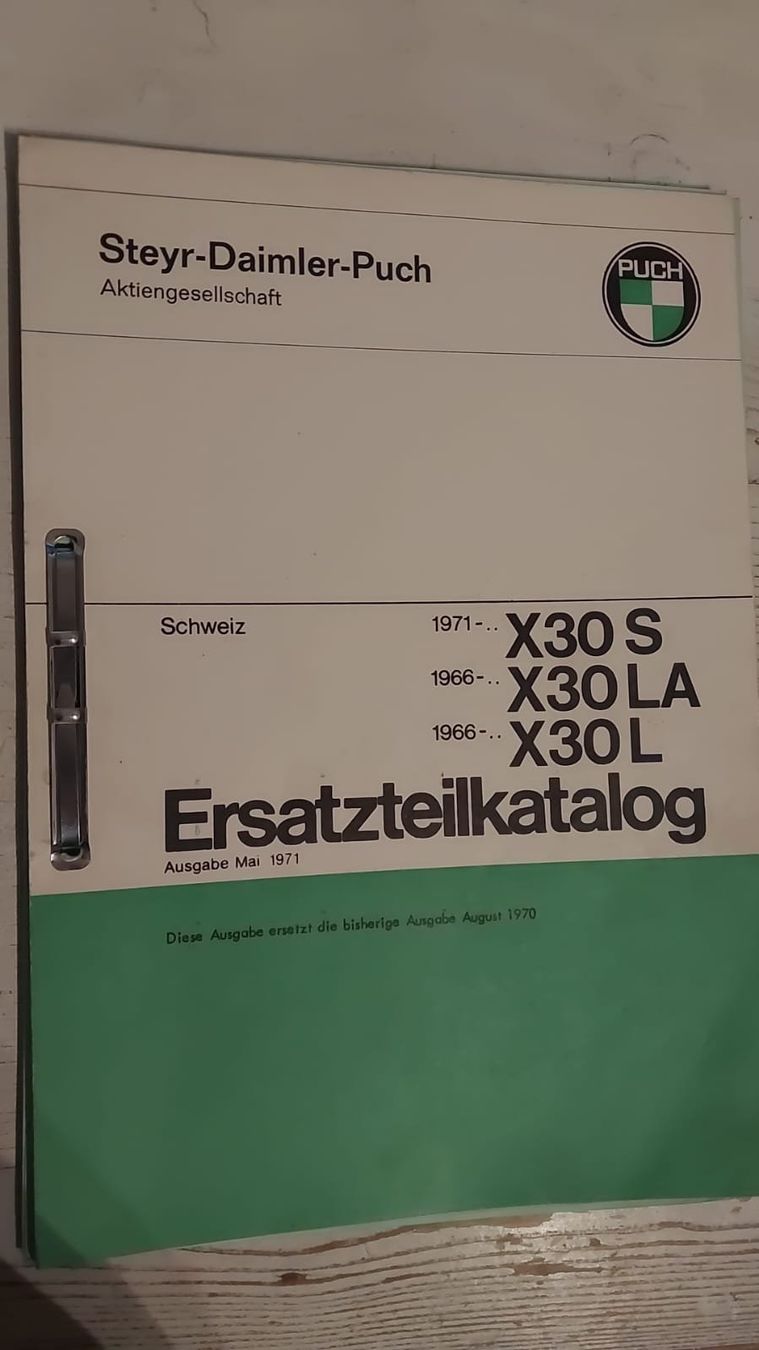 Steyr-Daimler-Puch
Aktiengesellschaft
PUCH
Schweiz 1971-.. X30 S
1966-.. X30 LA
1966-.. X30 L
Ersatzteilkatalog
Ausgabe Mai 1971
Diese Ausgabe ersetzt die bisherige Ausgabe August 1970